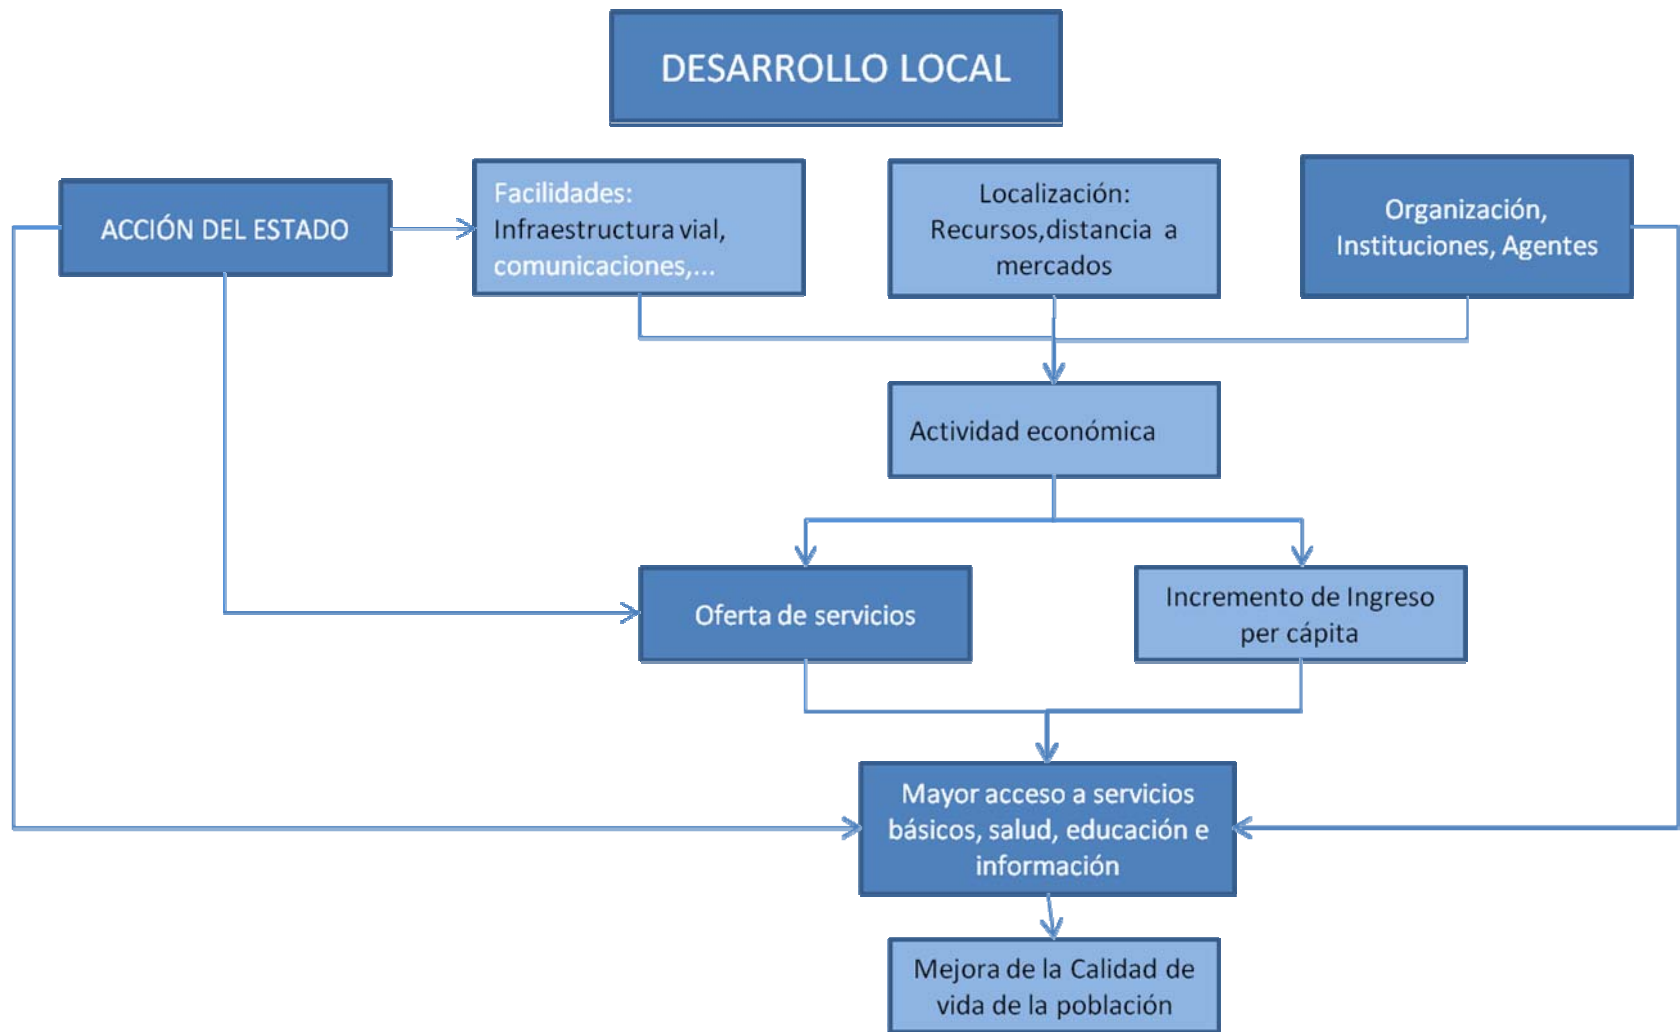 DESARROLLO LOCAL
ACCIÓN DEL ESTADO
Facilidades:
Infraestructura vial,
comunicaciones,...
Localización:
Recursos,distancia a
mercados
Organización,
Instituciones, Agentes
Actividad económica
Oferta de servicios
Incremento de Ingreso
per cápita
Mayor acceso a servicios
básicos, salud, educación e
información
Mejora de la Calidad de
vida de la población